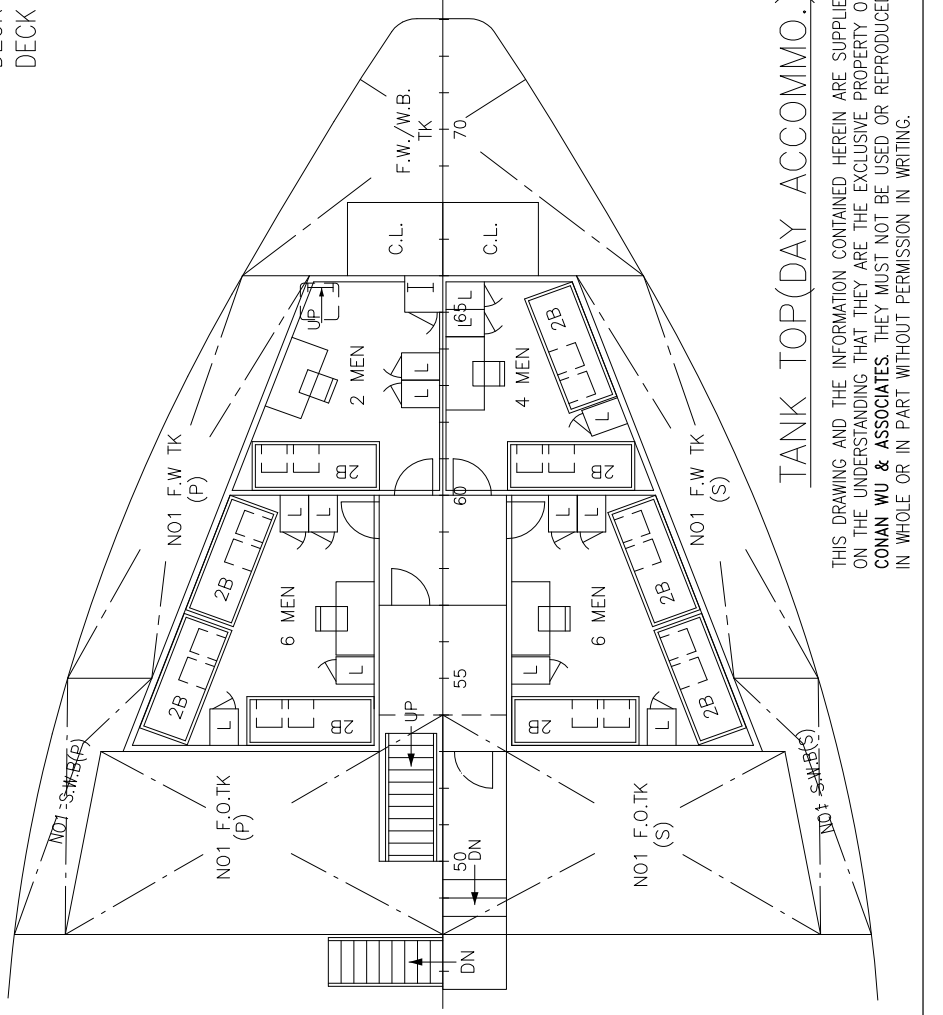 DECK
TANK TOP(DAY ACCOMMO.)
THIS DRAWING AND THE INFORMATION CONTAINED HEREIN ARE SUPPLIE
ON THE UNDERSTANDING THAT THEY ARE THE EXCLUSIVE PROPERTY O
CONAN WU & ASSOCIATES. THEY MUST NOT BE USED OR REPRODUCED
IN WHOLE OR IN PART WITHOUT PERMISSION IN WRITING.
F.W./W.B.
TK
70
C.L.
C.L.
UP
65
L
L
2B
2 MEN
L
L
4 MEN
L
2B
2B
NO1 F.W TK
(P)
NO1 F.W TK
(S)
60
L
L
L
L
2B
2B
6 MEN
6 MEN
2B
2B
L
L
55
L
L
2B
2B
UP
NO1 S.W.B(P)
NO1 S.W.B(S)
NO1 F.O.TK
(P)
NO1 F.O.TK
(S)
50
DN
DN